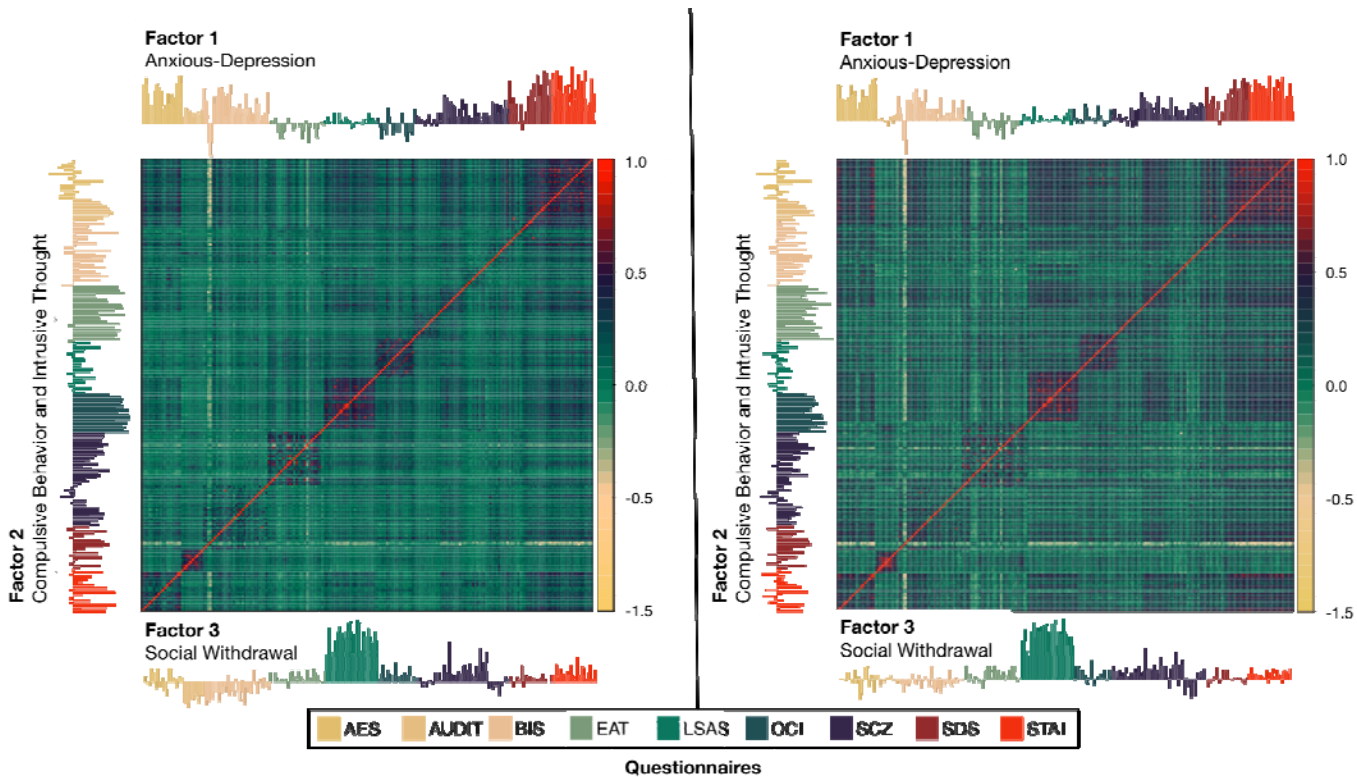 Factor 1
Anxious-Depression
Factor 2
Compulsive Behavior and Intrusive Thought
1.0
0.5
0.0
-0.5
-1.5
Factor 3
Social Withdrawal
Factor 1
Anxious-Depression
Factor 2
Compulsive Behavior and Intrusive Thought
1.0
0.5
0.0
-0.5
-1.5
Factor 3
Social Withdrawal
AES AUDIT BIS EAT LSAS OCI SCZ SDS STAI
Questionnaires